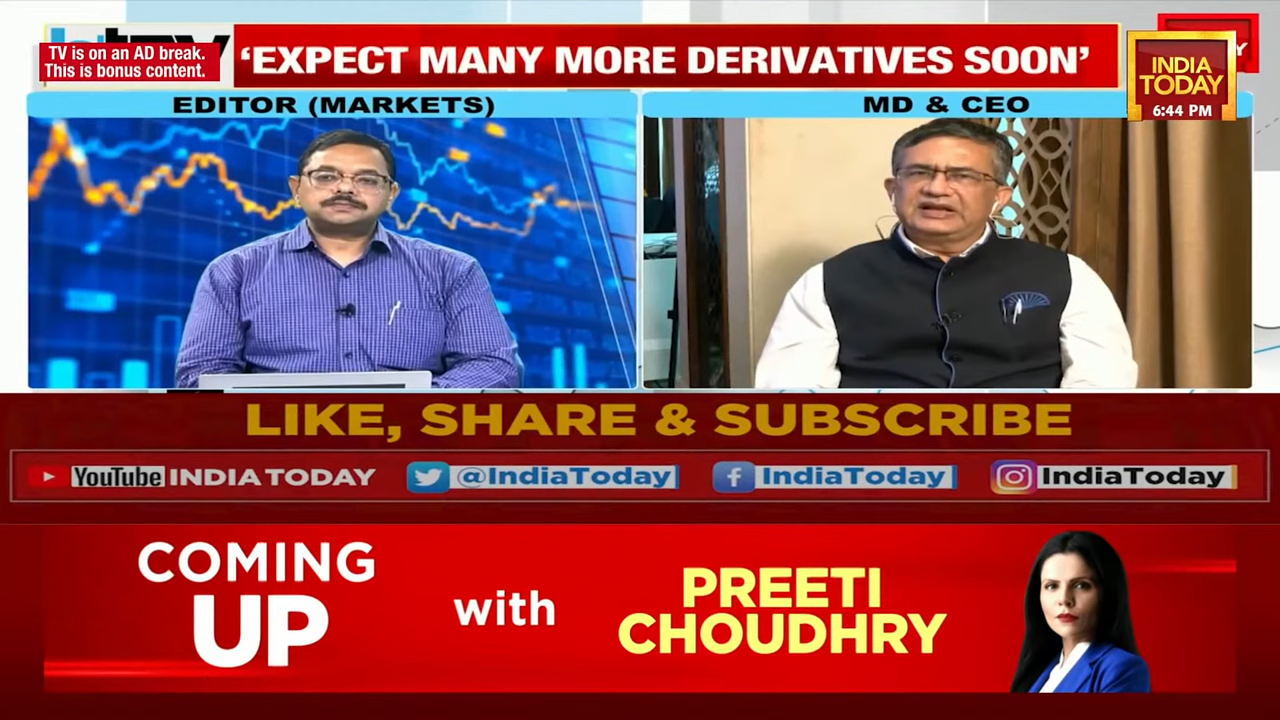 TV is on an AD break.
This is bonus content.
‘EXPECT MANY MORE DERIVATIVES SOON’
INDIA
TODAY
6:44 PM
EDITOR (MARKETS)
MD & CEO
LIKE, SHARE & SUBSCRIBE
YouTube INDIA TODAY
@IndiaToday
IndiaToday
IndiaToday
COMING
UP
with
PREETI
CHOUDHRY